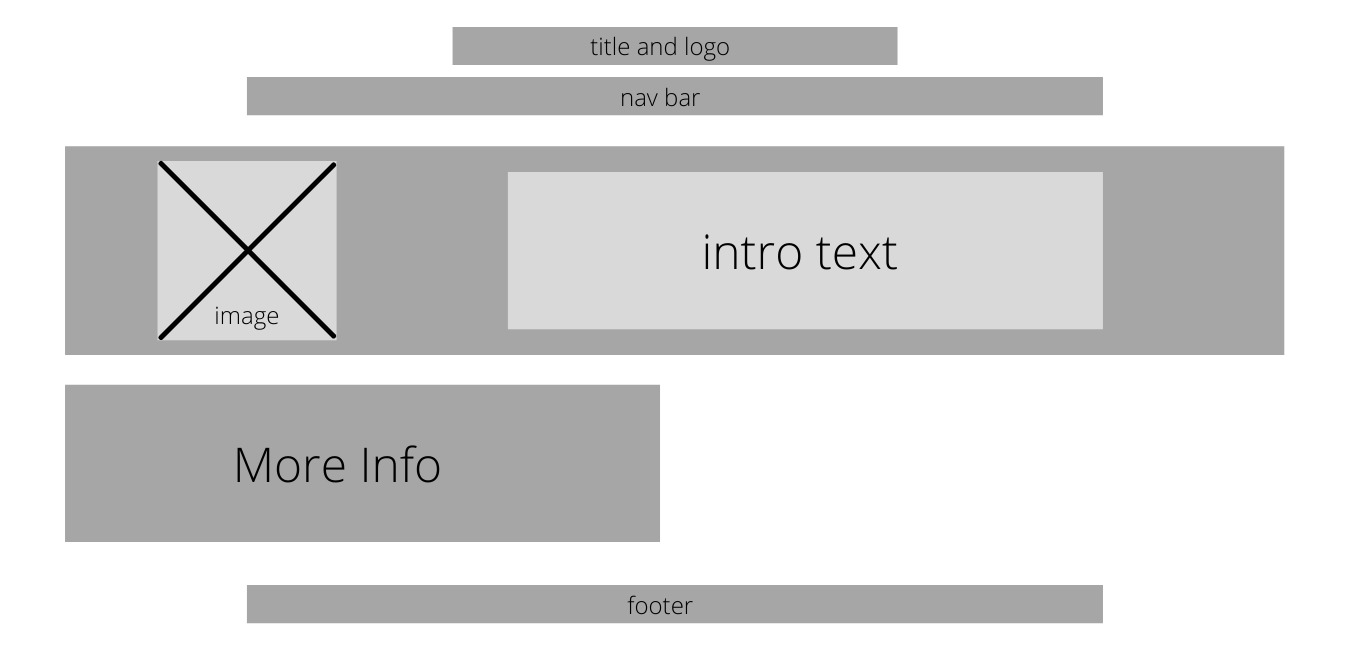 title and logo
nav bar
image
intro text
More Info
footer